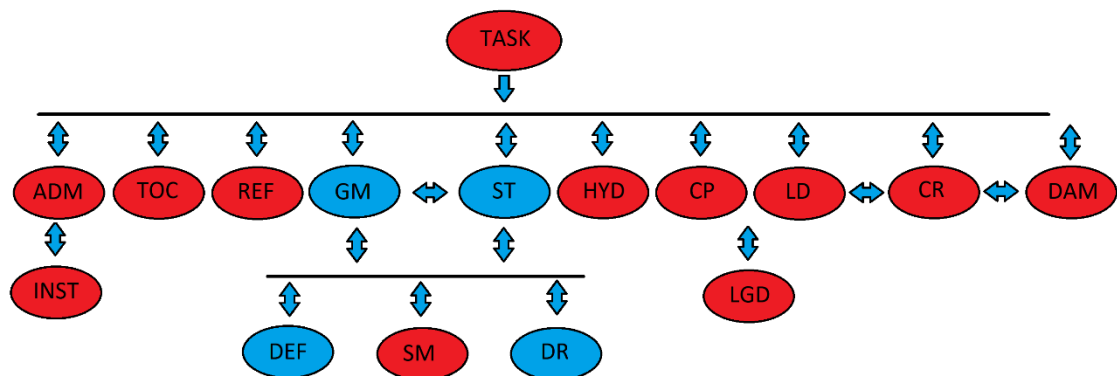 TASK
ADM TOC REF GM ST HYD CP LD CR DAM
INST LGD
DEF SM DR